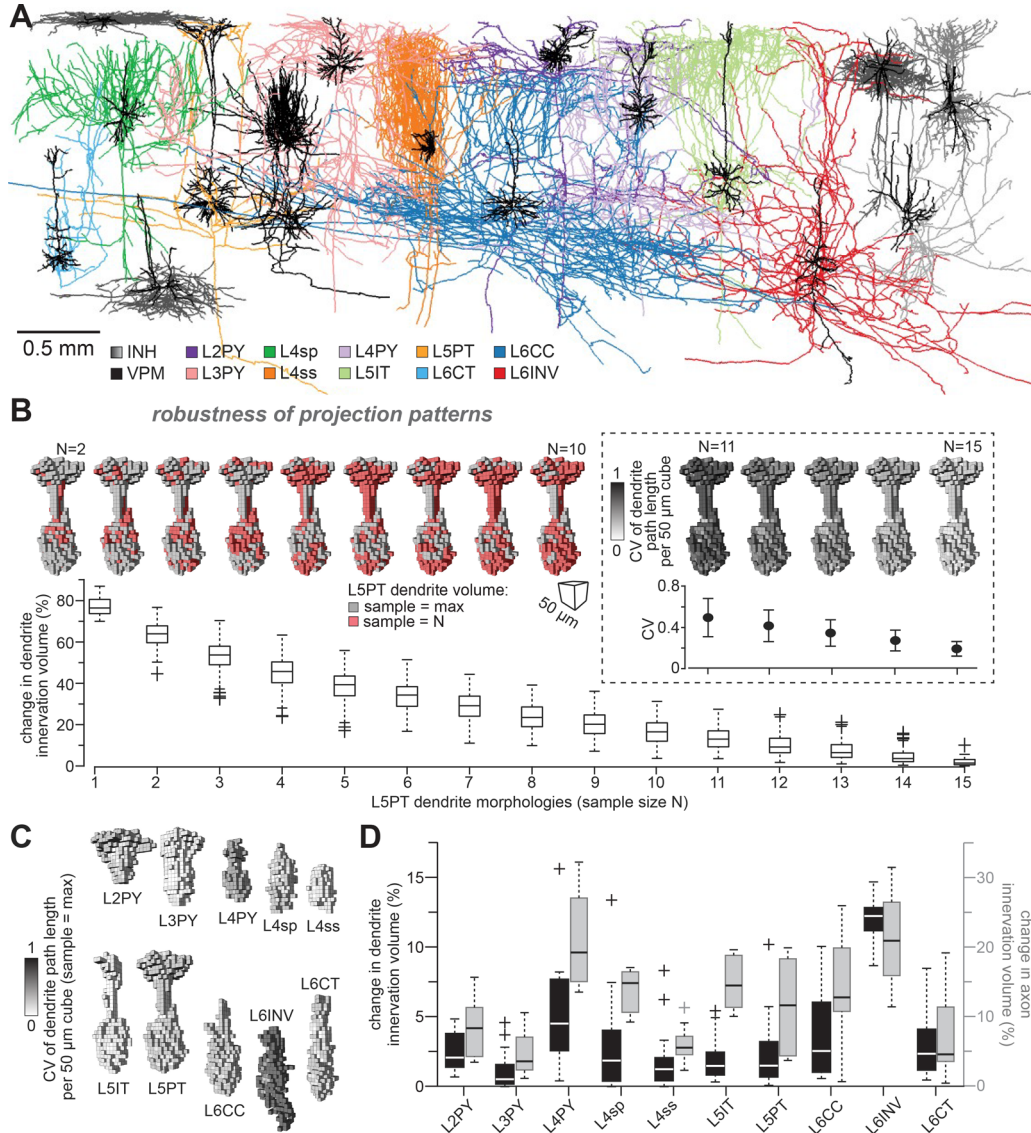 A
0.5 mm
INH L2PY L4sp L4PY L5PT L6CC
VPM L3PY L4ss L5IT L6CT L6INV
B
robustness of projection patterns
N=2 N=10
N=11 N=15
1
0
CV of dendrite
path length
per 50 µm cube
L5PT dendrite volume:
sample = max
sample = N
50 µm
0.8
0.4
0
CV
change in dendrite
innervation volume (%)
80
60
40
20
0
1 2 3 4 5 6 7 8 9 10 11 12 13 14 15
L5PT dendrite morphologies (sample size N)
C
CV of dendrite path length
per 50 µm cube (sample = max)
1
0
L2PY L3PY L4PY L4sp L4ss
L5IT L5PT L6CC L6INV L6CT
D
change in dendrite
innervation volume (%)
15
10
5
0
30
20
10
0
change in axon
innervation volume (%)
L2PY L3PY L4PY L4sp L4ss L5IT L5PT L6CC L6INV L6CT